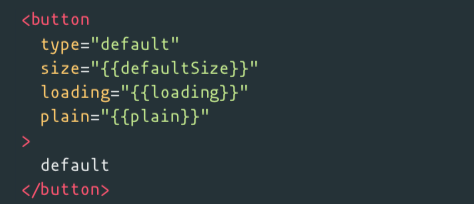 <button
type="default"
size="{{defaultSize}}"
loading="{{loading}}"
plain="{{plain}}"
>
default
</button>